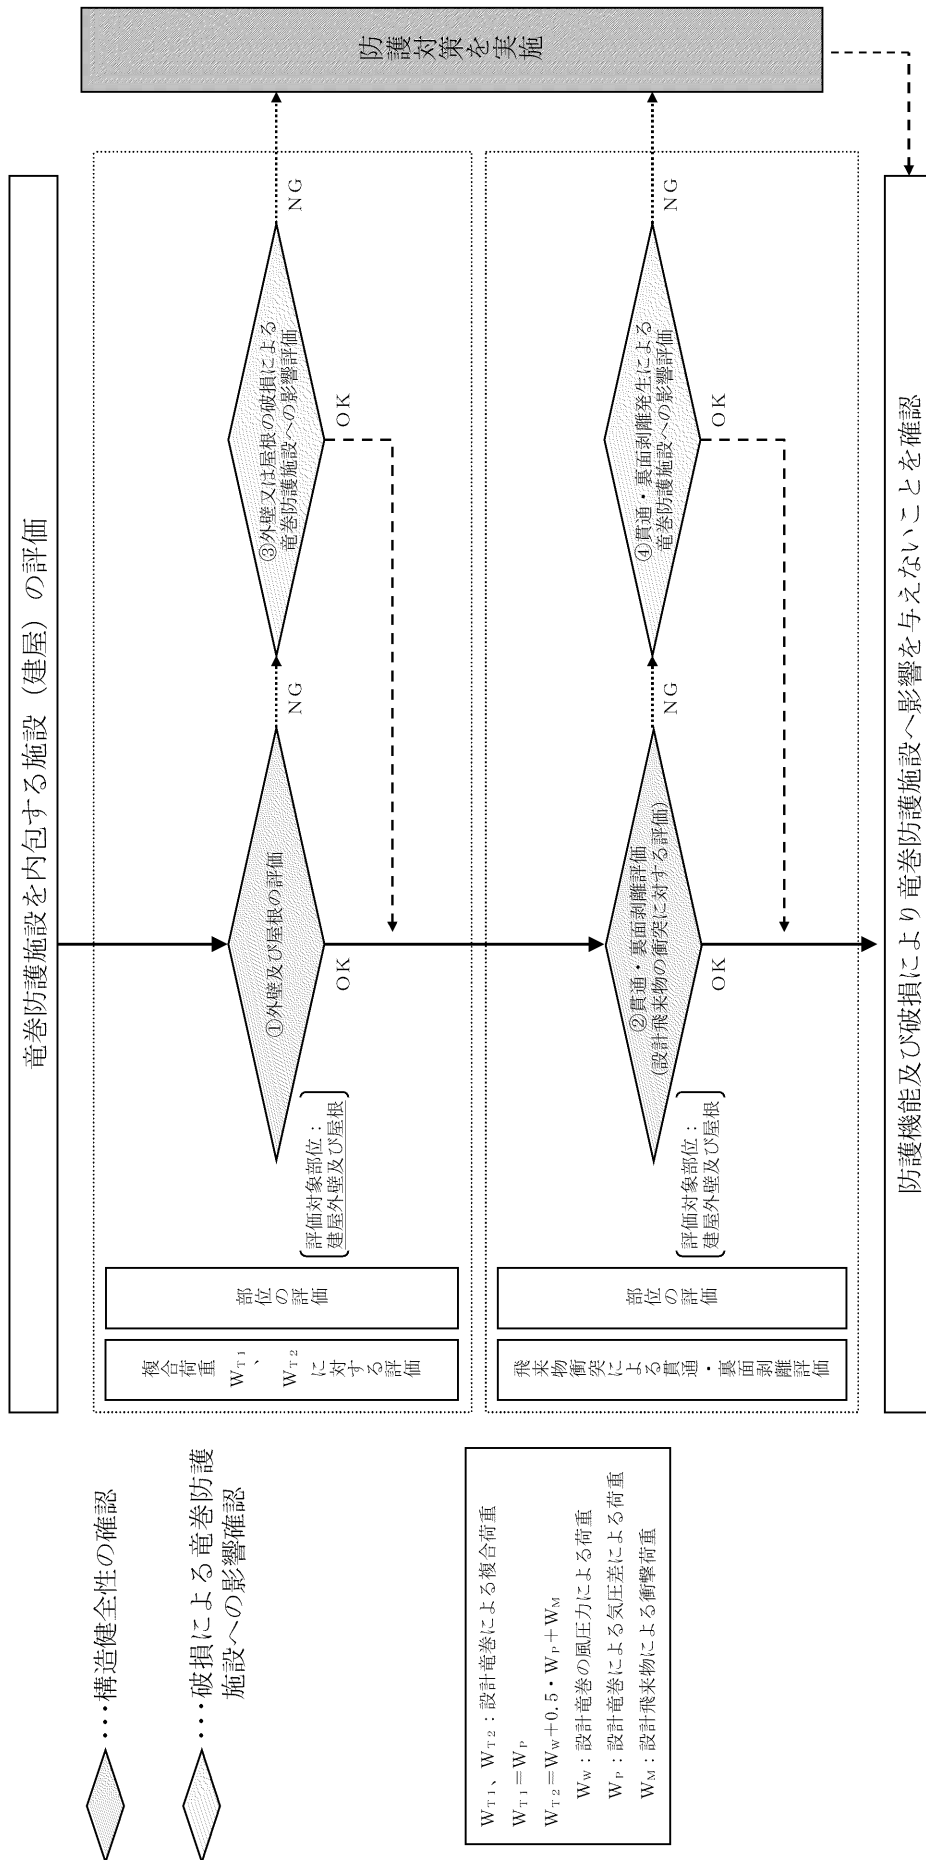 竜巻防護施設を内包する施設（建屋）の評価
複合荷重WT1、WT2に対する評価
部位の評価
①外壁及び屋根の評価
評価対象部位：
建屋外壁及び屋根
NG
OK
③外壁又は屋根の破損による
竜巻防護施設への影響評価
NG
OK
飛来物衝突による貫通・裏面剥離評価
部位の評価
②貫通・裏面剥離評価
(設計飛来物の衝突に対する評価)
評価対象部位：
建屋外壁及び屋根
NG
OK
④貫通・裏面剥離発生による
竜巻防護施設への影響評価
NG
OK
防護対策を実施
防護機能及び破損により竜巻防護施設へ影響を与えないことを確認
・・・構造健全性の確認
・・・破損による竜巻防護
施設への影響確認
WT1、WT2：設計竜巻による複合荷重
WT1＝WP
WT2＝WW＋0.5・WP＋WM
WW：設計竜巻の風圧力による荷重
WP：設計竜巻による気圧差による荷重
WM：設計飛来物による衝撃荷重